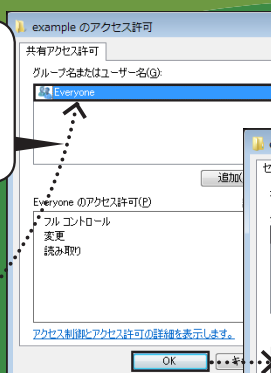 example のアクセス許可
共有アクセス許可
グループ名またはユーザー名(G):
Everyone
追加(
Everyone のアクセス許可(P)
フル コントロール
変更
読み取り
アクセス制御とアクセス許可の詳細を表示します。
OK
キ
セ